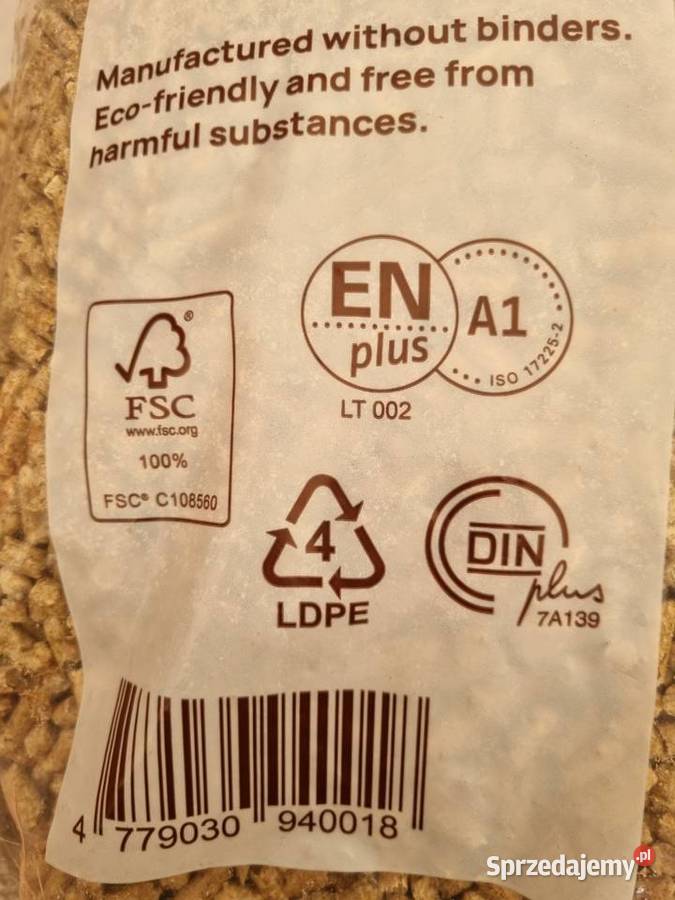 Manufactured without binders.
Eco-friendly and free from
harmful substances.
EN
plus
A1
ISO 17225-2
LT 002
®
FSC
www.fsc.org
100%
FSC® C108560
4
LDPE
DIN
plus
7A139
4 779030 940018
Sprzedajemy.pl